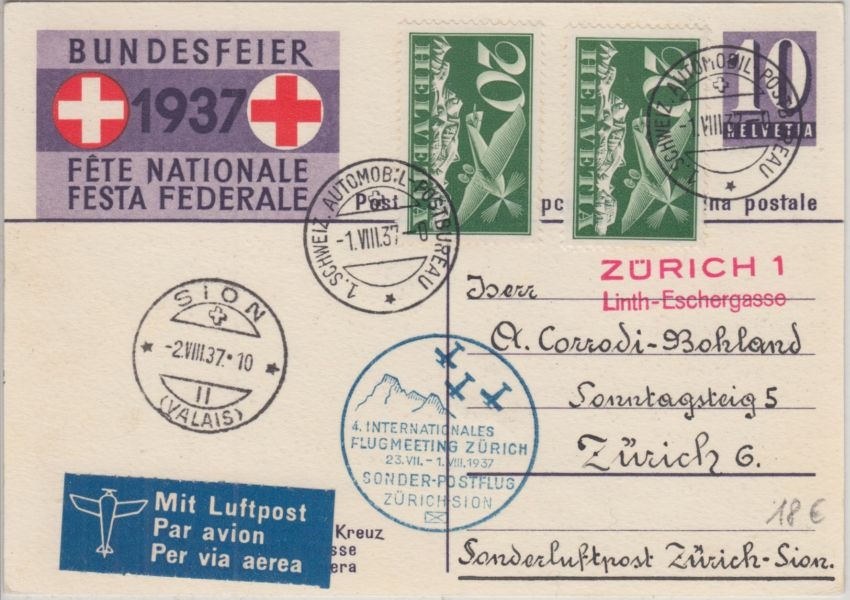 BUNDESFEIER
1937
FÊTE NATIONALE
FESTA FEDERALE
20
HELVETIA
20
HELVETIA
10
HELVETIA
1. SCHWEIZ. AUTOMOBIL-POSTBUREAU
-1.VIII.37
1. SCHWEIZ. AUTOMOBIL-POSTBUREAU
-1.VIII.37
Post
postale
ZÜRICH 1
Linth-Eschergasse
SION
-2.VIII.37·10
II
(VALAIS)
Herr
A. Corrodi-Bohland
Sonntagsteig 5
Zürich 6.
4. INTERNATIONALES
FLUGMEETING ZÜRICH
23.VII. - 1.VIII.1937
SONDER-POSTFLUG
ZÜRICH-SION
Mit Luftpost
Par avion
Per via aerea
Kreuz
18 €
Sonderluftpost Zürich-Sion.